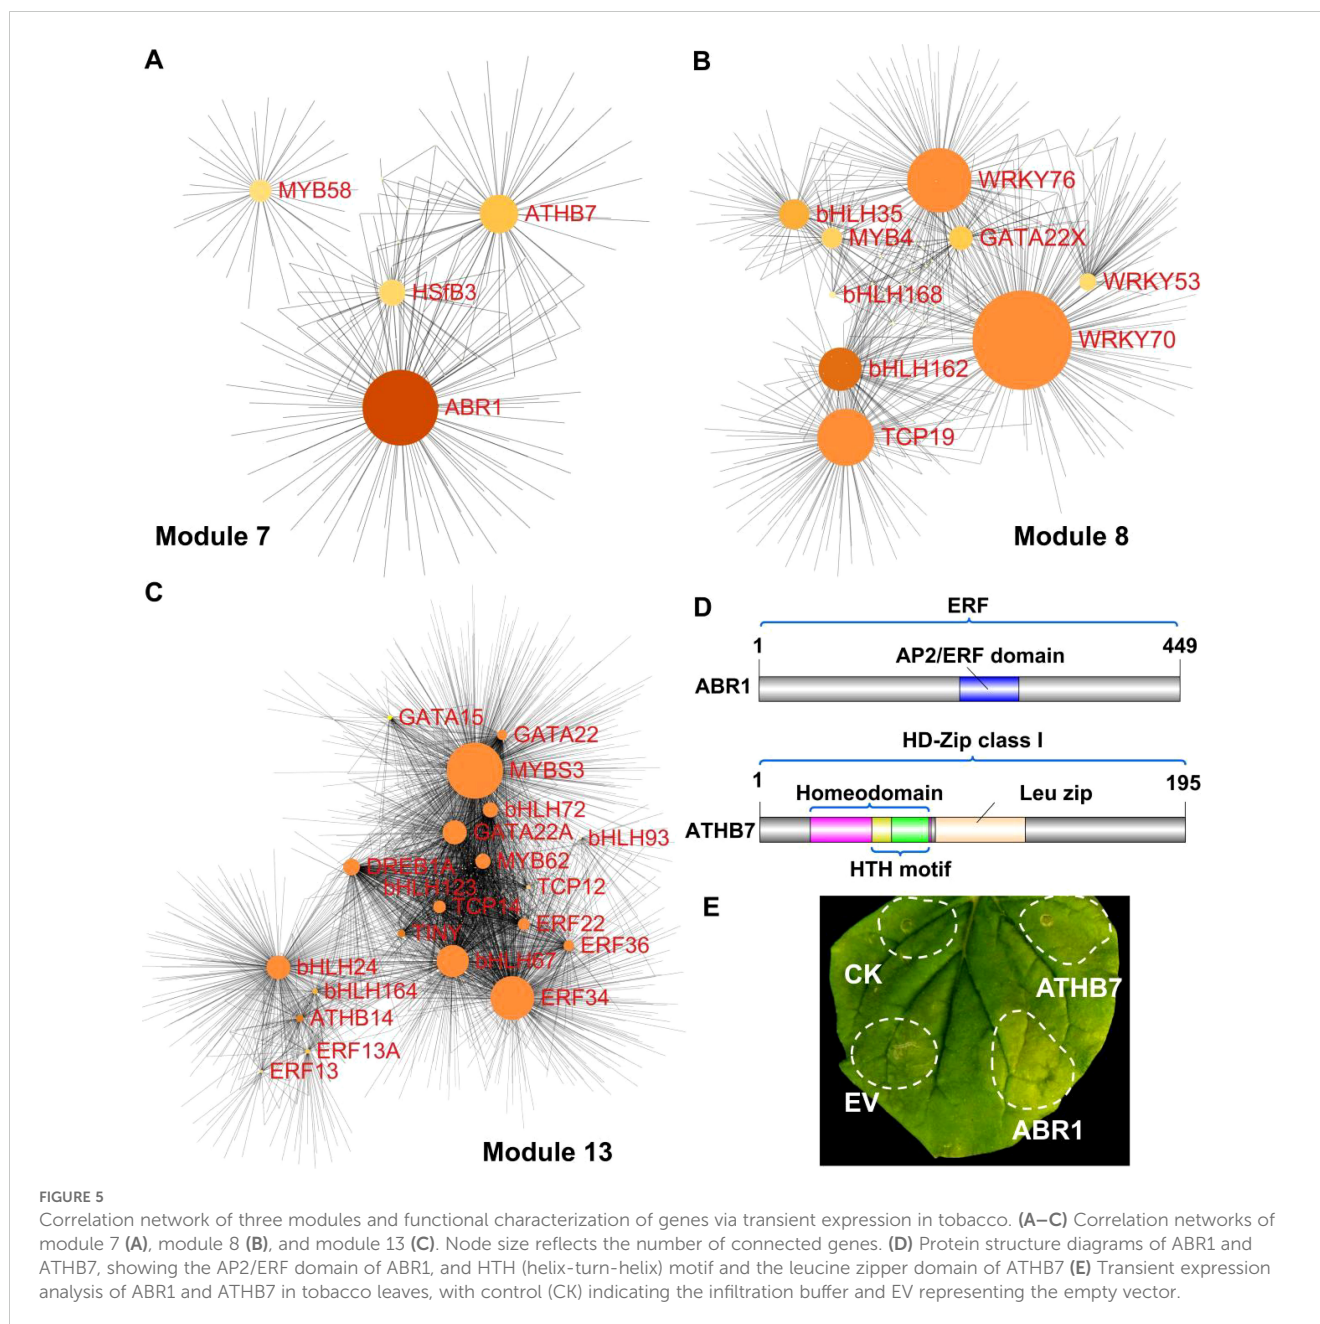 A
MYB58
ATHB7
HSfB3
ABR1
Module 7
B
WRKY76
bHLH35
MYB4
GATA22X
WRKY53
bHLH168
WRKY70
bHLH162
TCP19
Module 8
C
GATA15
GATA22
MYBS3
bHLH72
GATA22A
bHLH93
MYB62
DREB1A
bHLH123
TCP12
TCP14
ERF22
TINY
ERF36
bHLH67
bHLH24
bHLH164
ERF34
ATHB14
ERF13A
ERF13
Module 13
D
ERF
1
449
AP2/ERF domain
ABR1
HD-Zip class I
1
195
Homeodomain
Leu zip
ATHB7
HTH motif
E
CK
ATHB7
EV
ABR1
FIGURE 5
Correlation network of three modules and functional characterization of genes via transient expression in tobacco. (A–C) Correlation networks of
module 7 (A), module 8 (B), and module 13 (C). Node size reflects the number of connected genes. (D) Protein structure diagrams of ABR1 and
ATHB7, showing the AP2/ERF domain of ABR1, and HTH (helix-turn-helix) motif and the leucine zipper domain of ATHB7 (E) Transient expression
analysis of ABR1 and ATHB7 in tobacco leaves, with control (CK) indicating the infiltration buffer and EV representing the empty vector.